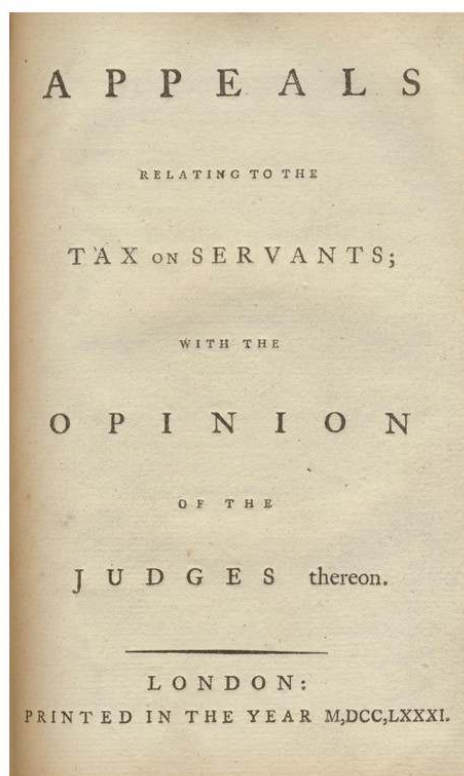 APPEALS
RELATING TO THE
TAX ON SERVANTS;
WITH THE
OPINION
OF THE
JUDGES thereon.
LONDON:
PRINTED IN THE YEAR M,DCC,LXXXI.